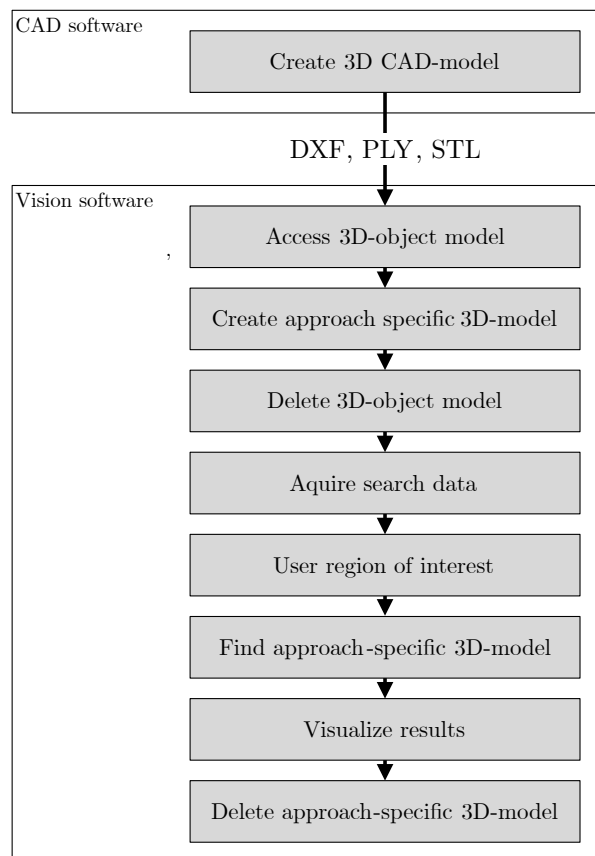 CAD software
Create 3D CAD-model
DXF, PLY, STL
Vision software
Access 3D-object model
,
Create approach specific 3D-model
Delete 3D-object model
Aquire search data
User region of interest
Find approach-specific 3D-model
Visualize results
Delete approach-specific 3D-model